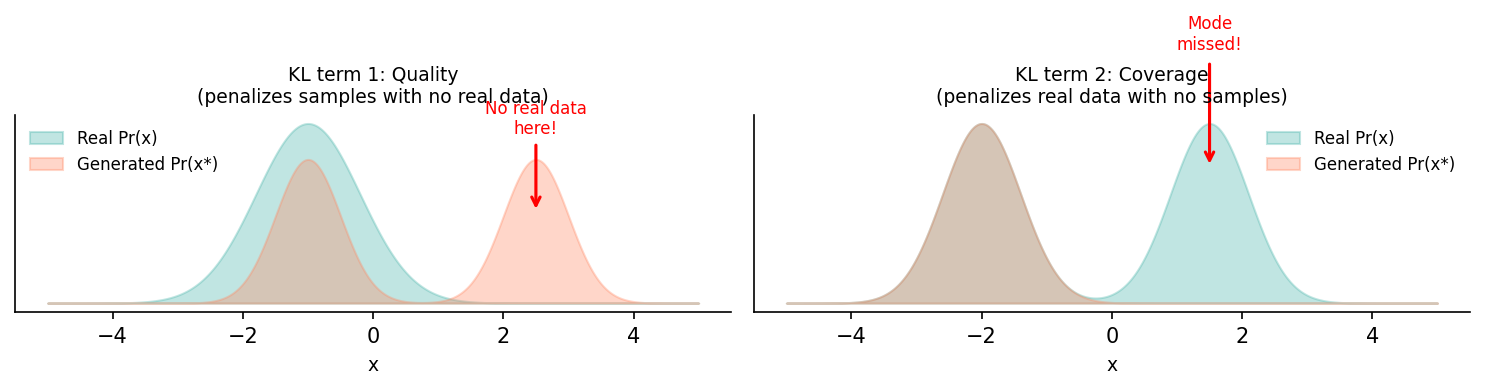 KL term 1: Quality
(penalizes samples with no real data)
No real data
here!
Real Pr(x)
Generated Pr(x*)
−4
−2
0
2
4
x
Mode
missed!
KL term 2: Coverage
(penalizes real data with no samples)
Real Pr(x)
Generated Pr(x*)
−4
−2
0
2
4
x